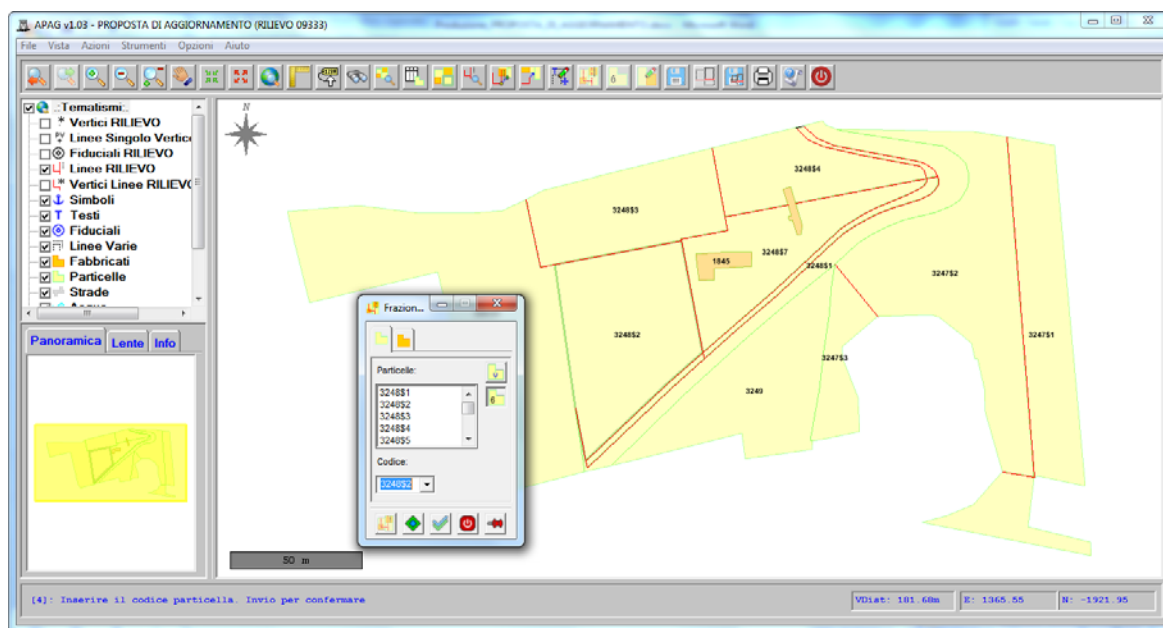 APAG v1.03 - PROPOSTA DI AGGIORNAMENTO (RILIEVO 09333)
File Vista Azioni Strumenti Opzioni Aiuto
.:Tematismi:.
Vertici RILIEVO
Linee Singolo Vertice
Fiduciali RILIEVO
Linee RILIEVO
Vertici Linee RILIEVO
Simboli
Testi
Fiduciali
Linee Varie
Fabbricati
Particelle
Strade
Panoramica Lente Info
N
3248$4
3248$3
3248$7
1845
3248$1
3247$2
3248$2
3247$1
3247$3
3249
Frazion...
Particelle:
3248$1
3248$2
3248$3
3248$4
3248$5
6
Codice:
3248$2
50 m
[4]: Inserire il codice particella. Invio per confermare
VDist: 181.60m E: 1365.55 N: -1921.95